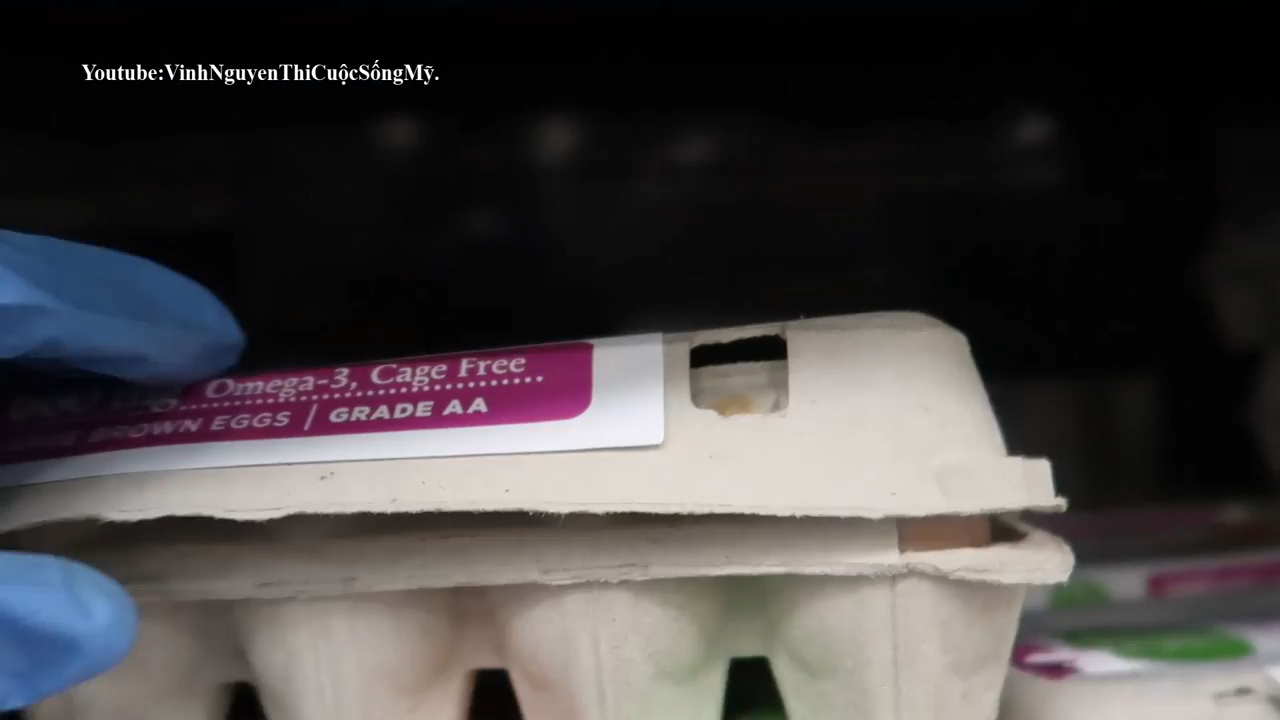 Youtube:VinhNguyenThiCuộcSốngMỹ.
Omega-3, Cage Free
BROWN EGGS | GRADE AA